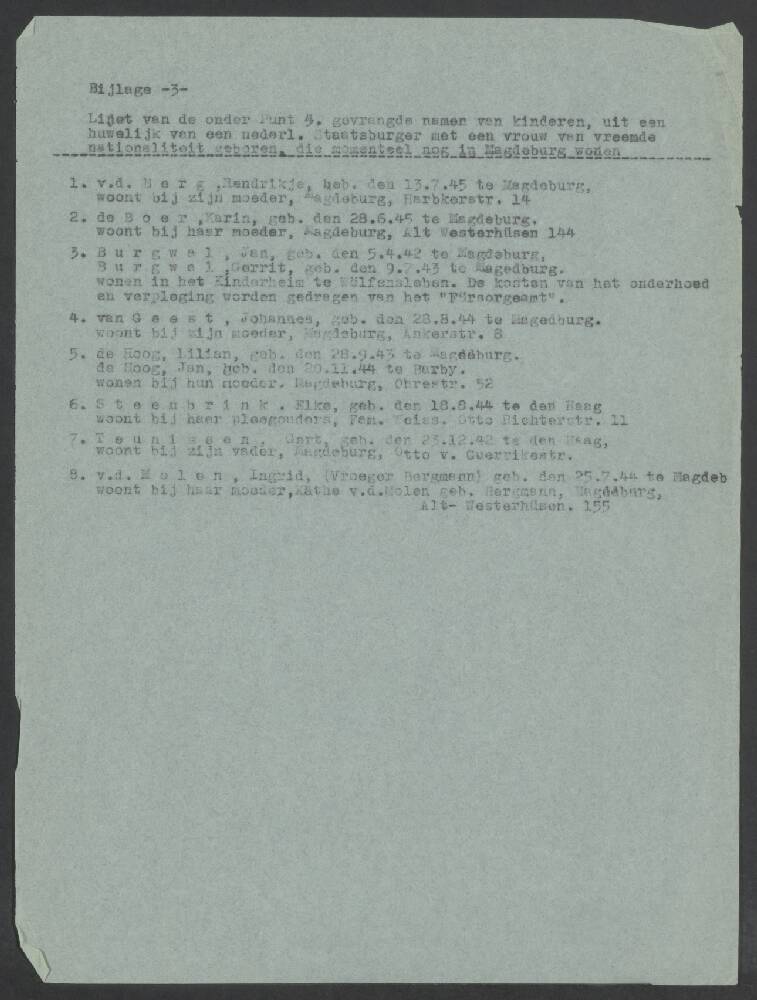 Bijlage -3-
Lijst van de onder Punt 4. gevraagde namen van kinderen, uit een
huwelijk van een nederl. Staatsburger met een vrouw van vreemde
nationaliteit geboren, die momenteel nog in Magdeburg wonen
1. v.d. B e r g ,Hendrikje, heb. den 13.7.45 te Magdeburg,
woont bij zijn moeder, Magdeburg, Harbkerstr. 14
2. de B o e r ,Karin, geb. den 28.6.45 te Magdeburg.
woont bij haar moeder, Magdeburg, Alt Westerhüsen 144
3. B u r g w a l , Jan, geb. den 5.4.42 te Magdeburg,
B u r g w a l ,Gerrit, geb. den 9.7.43 te Magedburg.
wonen in het Kinderheim te Wülfensleben. De kosten van het onderhoed
en verpleging worden gedragen van het "Fürsorgeamt".
4. van G e e s t , Johannes, geb. den 28.8.44 te Magedburg.
woont bij zijn moeder, Magdeburg, Ankerstr. 8
5. de Hoog, Lilian, geb. den 28.9.43 te Magdeburg.
de Hoog, Jan, heb. den 20.11.44 te Barby.
wonen bij hun moeder. Magdeburg, Ohrestr. 52
6. S t e e n b r i n k . Elke, geb. den 18.8.44 te den Haag
woont bij haar pleegouders, Fam. Weiss. Otto Richterstr. 11
7. T e u n i s s e n , Gert, geb. den 23.12.42 te den Haag,
woont bij zijn vader, Magdeburg, Otto v. Guerrikestr.
8. v.d. M o l e n , Ingrid, (Vroeger Bergmann) geb. den 25.7.44 te Magdeb
woont bij haar moeder,Käthe v.d.Molen geb. Bergmann, Magddburg,
Alt- Westerhüsen. 155